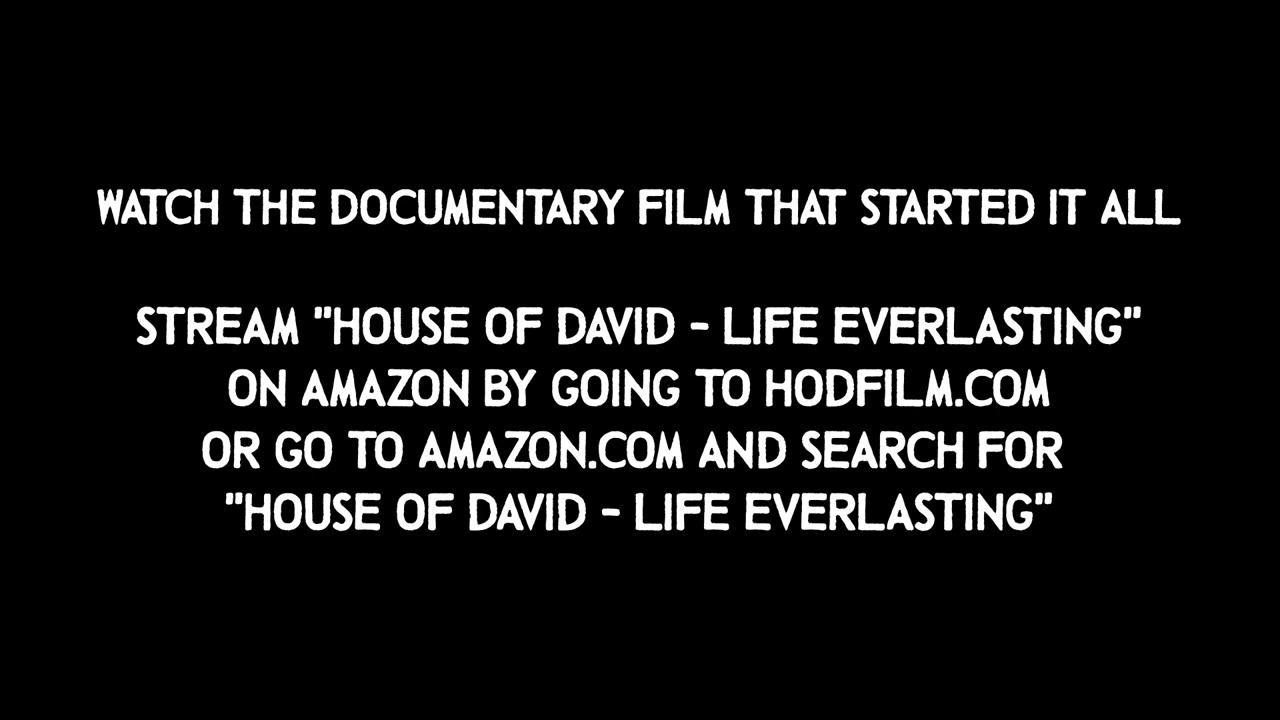 WATCH THE DOCUMENTARY FILM THAT STARTED IT ALL
STREAM "HOUSE OF DAVID - LIFE EVERLASTING"
ON AMAZON BY GOING TO HODFILM.COM
OR GO TO AMAZON.COM AND SEARCH FOR
"HOUSE OF DAVID - LIFE EVERLASTING"